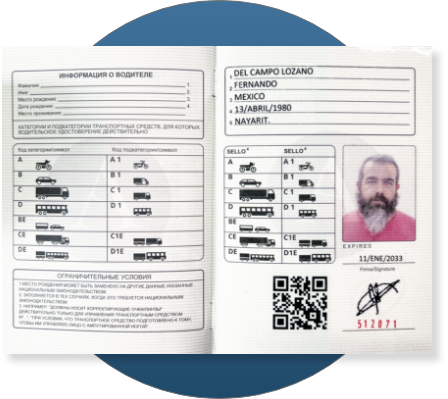 ИНФОРМАЦИЯ О ВОДИТЕЛЕ
Фамилия: 1.
Имя: 2.
Место рождения: 3.
Дата рождения: 4.
Место проживания: 5.
КАТЕГОРИИ И ПОДКАТЕГОРИИ ТРАНСПОРТНЫХ СРЕДСТВ, ДЛЯ КОТОРЫХ
ВОДИТЕЛЬСКОЕ УДОСТОВЕРЕНИЕ ДЕЙСТВИТЕЛЬНО
Код категории/символ Код подкатегории/символ
A A 1
B B 1
C C 1
D D 1
BE
CE C1E
DE D1E
ОГРАНИЧИТЕЛЬНЫЕ УСЛОВИЯ
1 DEL CAMPO LOZANO
2 FERNANDO
3 MEXICO
4 13/ABRIL/1980
5 NAYARIT.
SELLO 4 SELLO 4
A A 1
B B 1
C C 1
D D 1
BE
CE C1E
DE D1E
EXPIRES
11/ENE/2033
Firma/Signature
512071